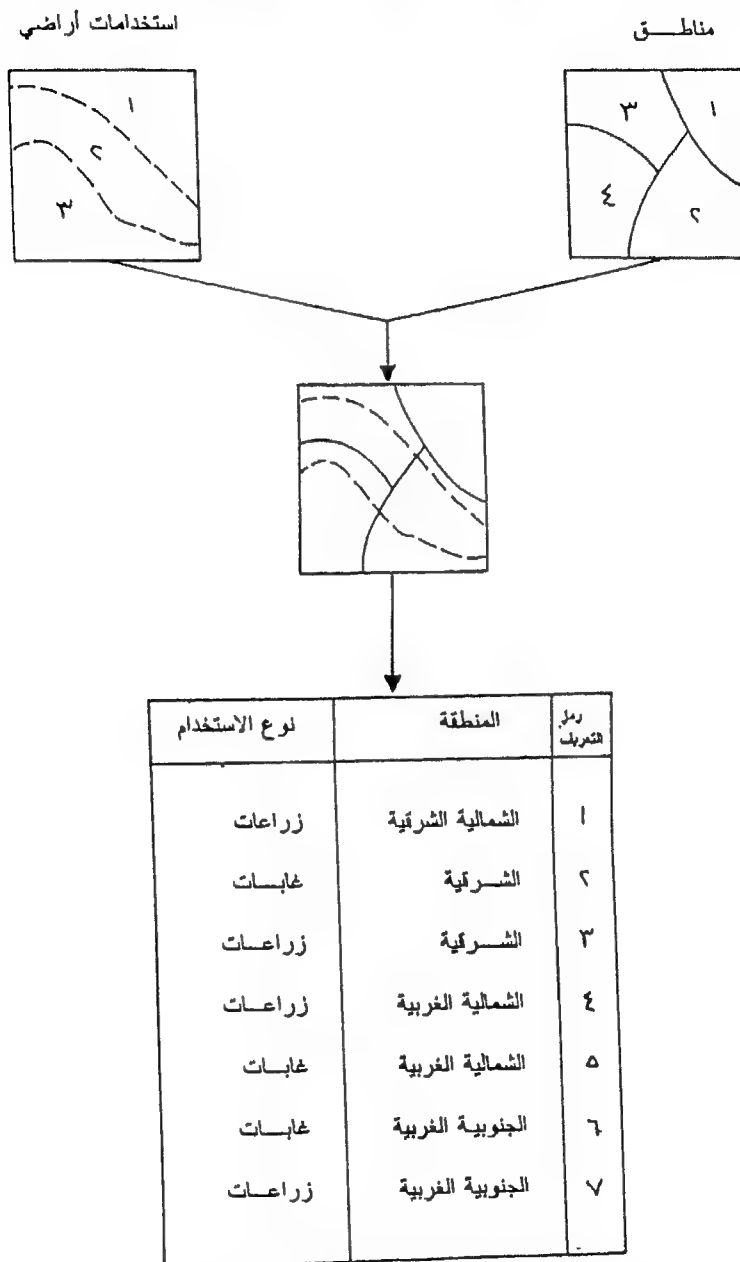 استخدامات أراضي
مناطــــق
١
٢
٣
٣
١
٤
٢
رمز التعريف المنطقة نوع الاستخدام
١ الشمالية الشرقية زراعات
٢ الشــرقية غابــات
٣ الشــرقية زراعــات
٤ الشمالية الغربية زراعــات
٥ الشمالية الغربية غابــات
٦ الجنوبية الغربية غابــات
٧ الجنوبية الغربية زراعــات